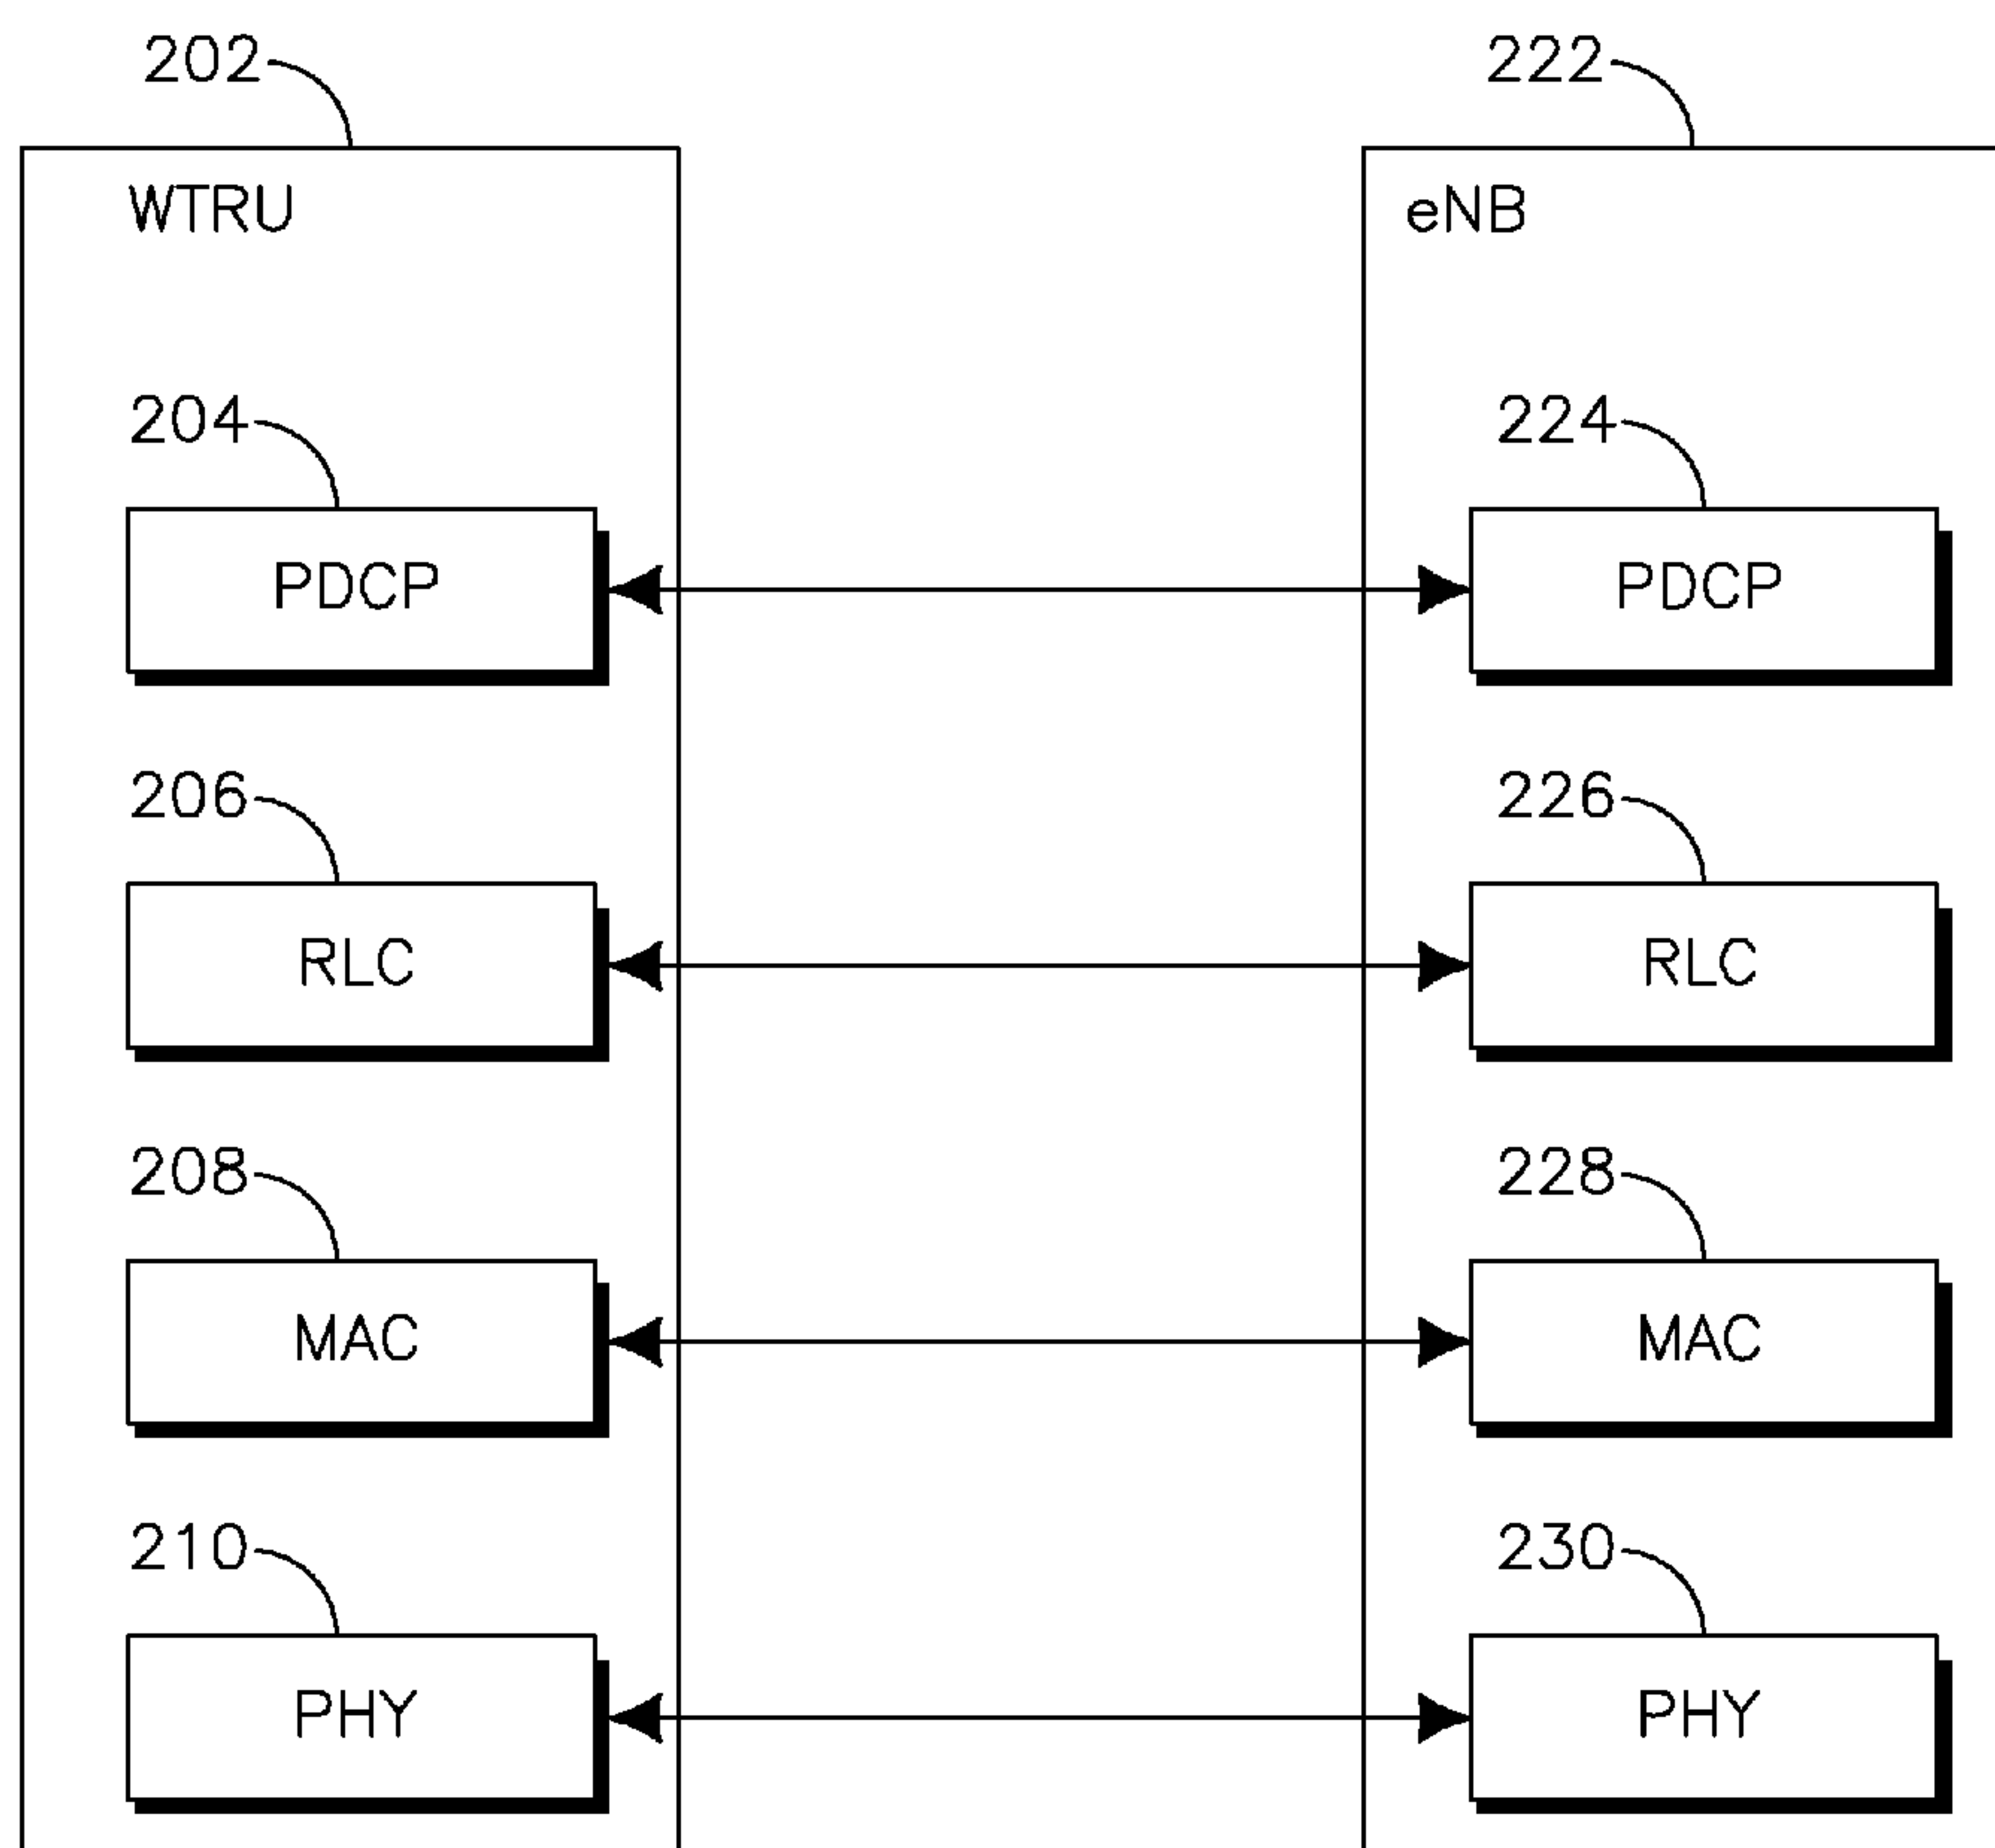 202
222
WTRU
eNB
204
224
PDCP
PDCP
206
226
RLC
RLC
208
228
MAC
MAC
210
230
PHY
PHY